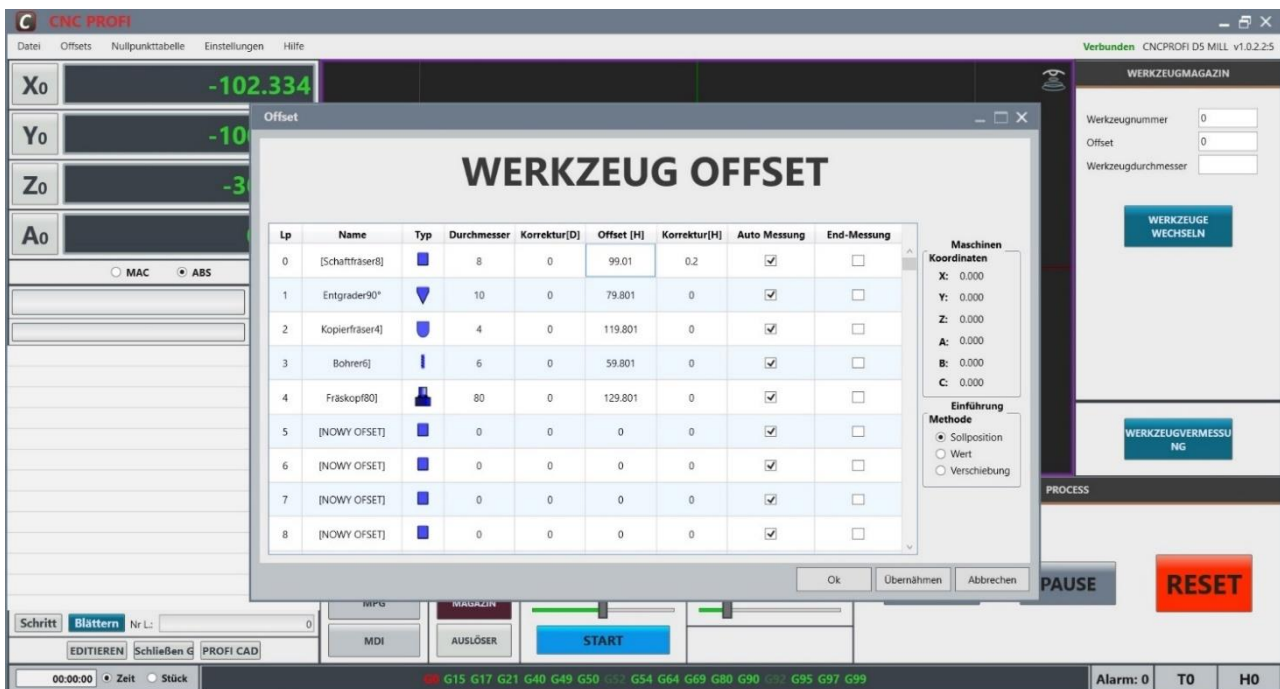 C CNC PROFI
Datei Offsets Nullpunkttabelle Einstellungen Hilfe
Verbunden CNCPROFI D5 MILL v1.0.2.2:5
X0 -102.334
Y0 -10
Z0 -3
A0
MAC ABS
WERKZEUGMAGAZIN
Werkzeugnummer 0
Offset 0
Werkzeugdurchmesser
WERKZEUGE
WECHSELN
Offset
WERKZEUG OFFSET
Lp Name Typ Durchmesser Korrektur[D] Offset [H] Korrektur[H] Auto Messung End-Messung
0 [Schaftfräser8] 8 0 99.01 0.2
1 Entgrader90° 10 0 79.801 0
2 Kopierfräser4] 4 0 119.801 0
3 Bohrer6] 6 0 59.801 0
4 Fräskopf80] 80 0 129.801 0
5 [NOWY OFSET] 0 0 0 0
6 [NOWY OFSET] 0 0 0 0
7 [NOWY OFSET] 0 0 0 0
8 [NOWY OFSET] 0 0 0 0
Maschinen
Koordinaten
X: 0.000
Y: 0.000
Z: 0.000
A: 0.000
B: 0.000
C: 0.000
Einführung
Methode
Sollposition
Wert
Verschiebung
Ok Übernähmen Abbrechen
WERKZEUGVERMESSU
NG
PROCESS
PAUSE RESET
MPG MAGAZIN
Schritt Blättern Nr L.: 0
MDI AUSLÖSER START
EDITIEREN Schließen G PROFI CAD
00:00:00 Zeit Stück
G0 G15 G17 G21 G40 G49 G50 G52 G54 G64 G69 G80 G90 G92 G95 G97 G99
Alarm: 0 T0 H0